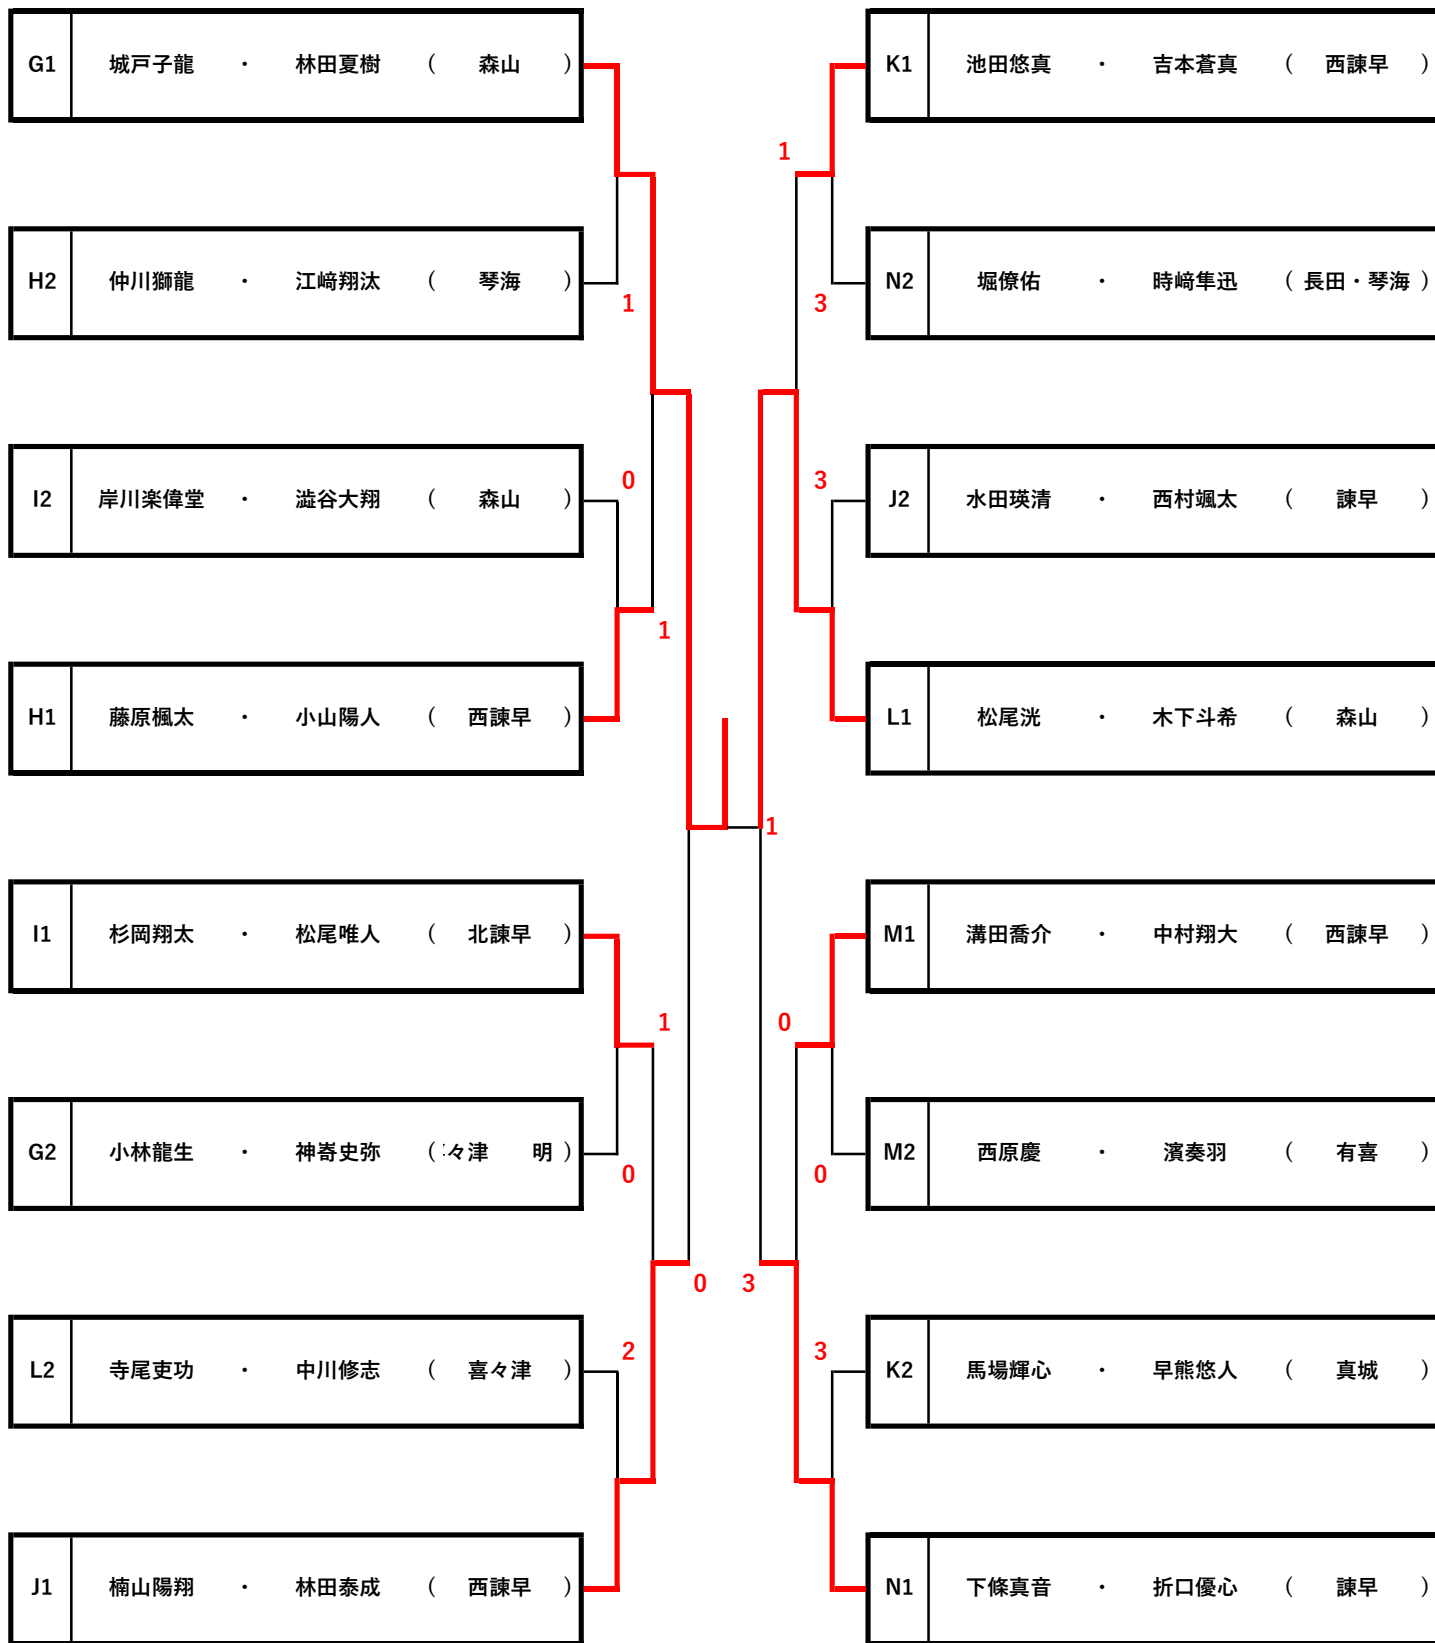 G1 城戸子龍 ・ 林田夏樹 ( 森山 )
H2 仲川獅龍 ・ 江﨑翔汰 ( 琴海 )
1
0
I2 岸川楽偉堂 ・ 澁谷大翔 ( 森山 )
1
H1 藤原楓太 ・ 小山陽人 ( 西諫早 )
I1 杉岡翔太 ・ 松尾唯人 ( 北諫早 )
1
G2 小林龍生 ・ 神嵜史弥 ( 々津 明 )
0
0
2
L2 寺尾吏功 ・ 中川修志 ( 喜々津 )
J1 楠山陽翔 ・ 林田泰成 ( 西諫早 )
K1 池田悠真 ・ 吉本蒼真 ( 西諫早 )
1
N2 堀僚佑 ・ 時﨑隼迅 ( 長田・琴海 )
3
3
J2 水田瑛清 ・ 西村颯太 ( 諫早 )
L1 松尾洸 ・ 木下斗希 ( 森山 )
1
M1 溝田喬介 ・ 中村翔大 ( 西諫早 )
0
M2 西原慶 ・ 濱奏羽 ( 有喜 )
0
3
3
K2 馬場輝心 ・ 早熊悠人 ( 真城 )
N1 下條真音 ・ 折口優心 ( 諫早 )